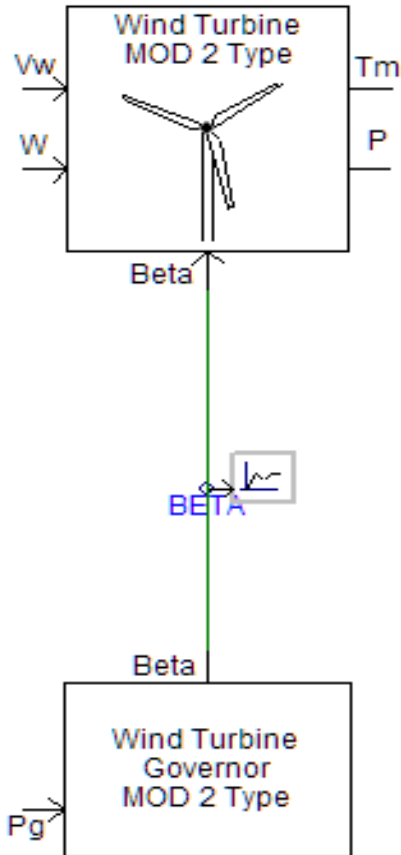 Wind Turbine
MOD 2 Type
Vw
Tm
W
P
Beta
BETA
Beta
Wind Turbine
Governor
MOD 2 Type
Pg